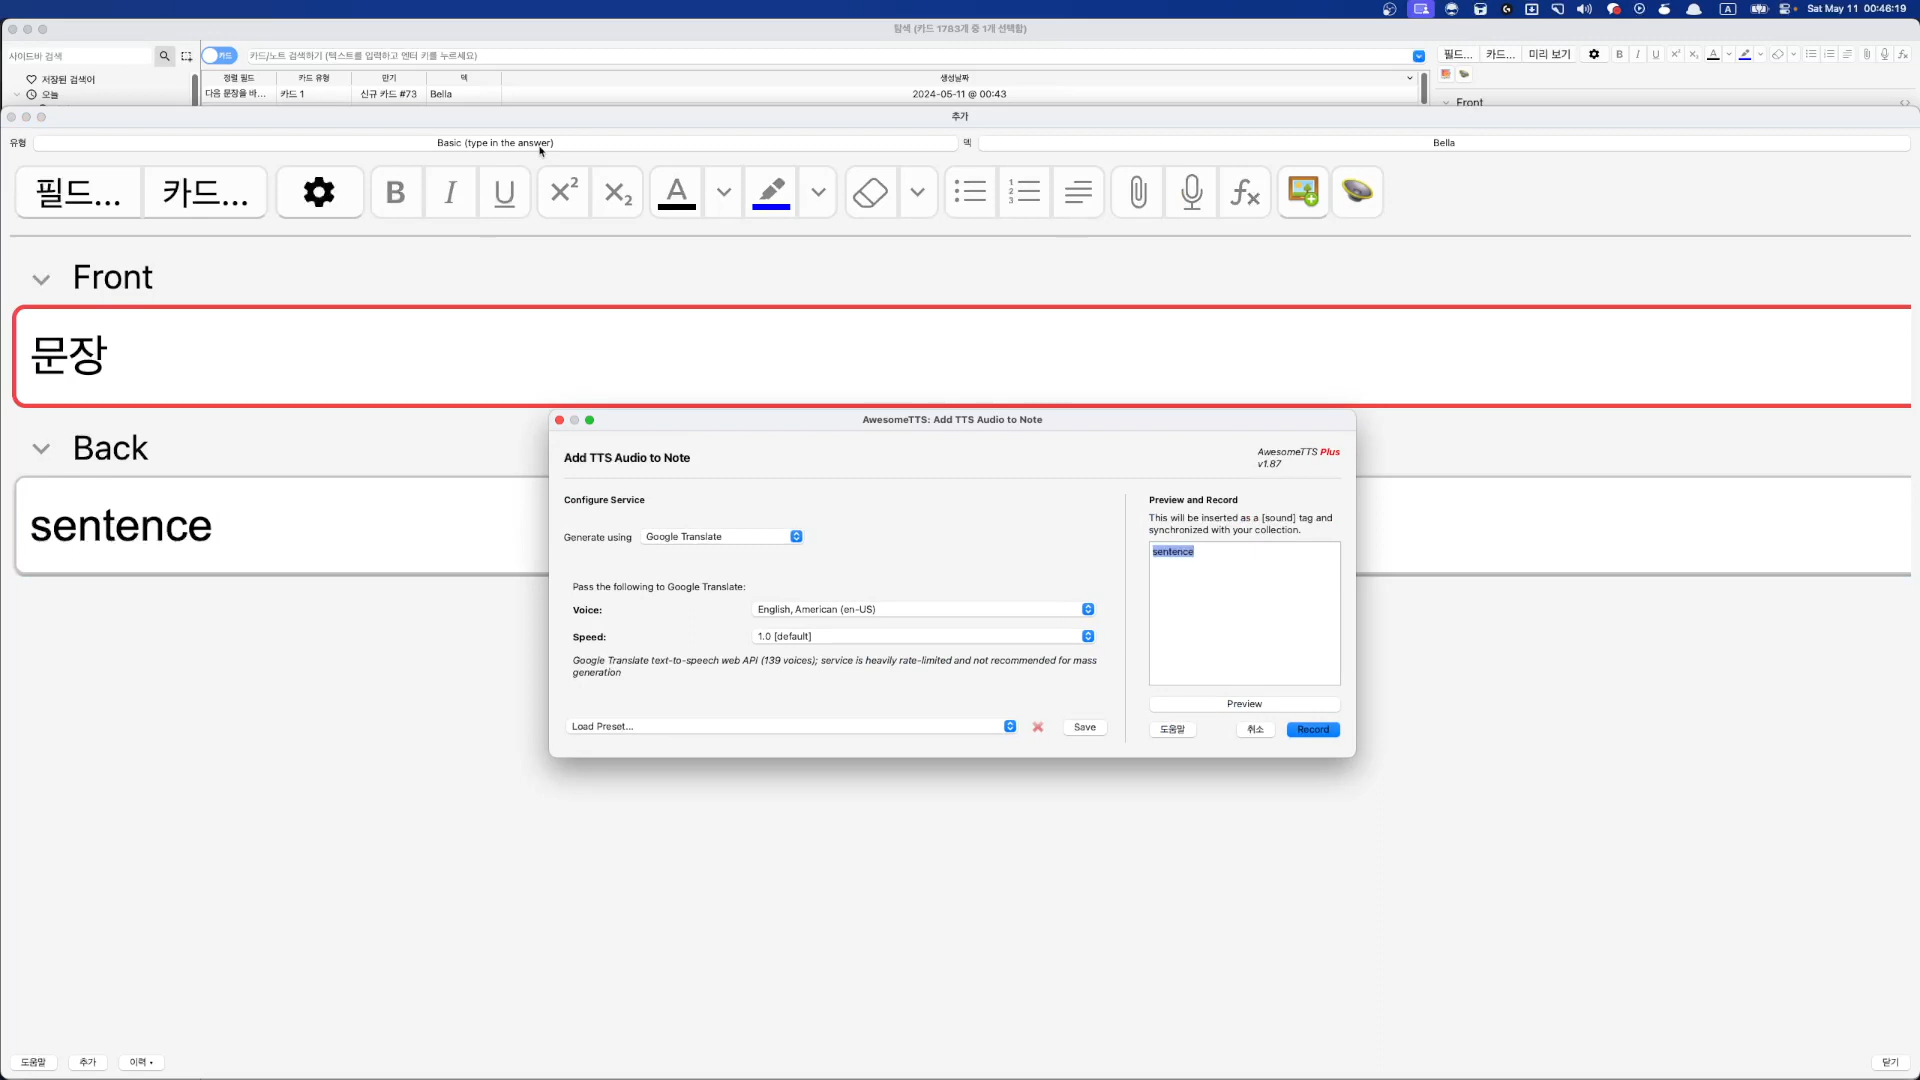 Sat May 11 00:46:19
탐색 (카드 1783개 중 1개 선택함)
사이드바 검색
카드
카드/노트 검색하기 (텍스트를 입력하고 엔터 키를 누르세요)
필드... 카드... 미리 보기
저장된 검색어
오늘
정렬 필드 카드 유형 만기 덱 생성날짜
다음 문장을 바... 카드 1 신규 카드 #73 Bella 2024-05-11 @ 00:43
Front
추가
유형 Basic (type in the answer) 덱 Bella
필드... 카드... B I U x² x₂ A fx
Front
문장
Back
sentence
AwesomeTTS: Add TTS Audio to Note
Add TTS Audio to Note
AwesomeTTS Plus
v1.87
Configure Service
Generate using Google Translate
Pass the following to Google Translate:
Voice: English, American (en-US)
Speed: 1.0 [default]
Google Translate text-to-speech web API (139 voices); service is heavily rate-limited and not recommended for mass
generation
Load Preset... Save
Preview and Record
This will be inserted as a [sound] tag and
synchronized with your collection.
sentence
Preview
도움말 취소 Record
도움말 추가 이력 닫기